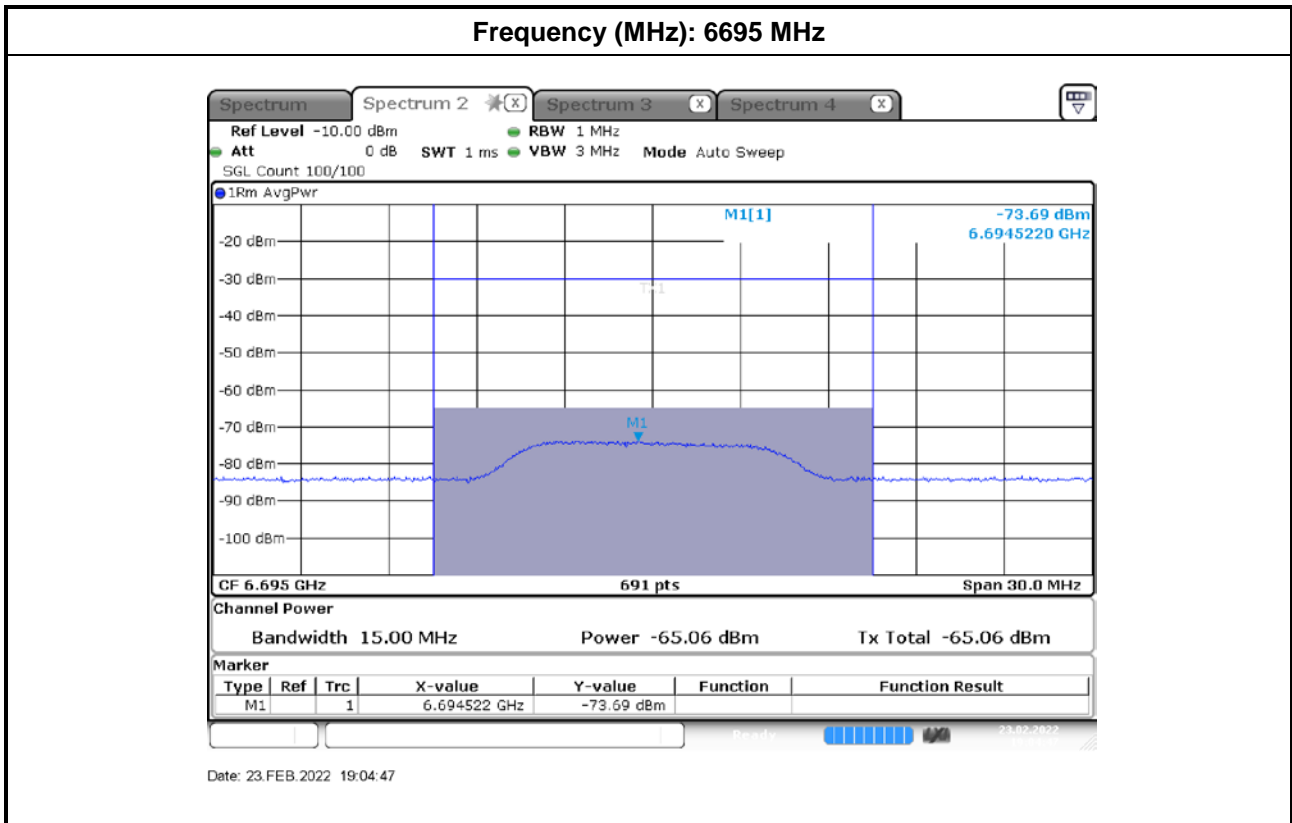 Frequency (MHz): 6695 MHz
Spectrum Spectrum 2 X Spectrum 3 X Spectrum 4 X
Ref Level -10.00 dBm RBW 1 MHz
Att 0 dB SWT 1 ms VBW 3 MHz Mode Auto Sweep
SGL Count 100/100
1Rm AvgPwr
M1[1] -73.69 dBm
6.6945220 GHz
-20 dBm
-30 dBm
-40 dBm
-50 dBm
-60 dBm
M1
-70 dBm
-80 dBm
-90 dBm
-100 dBm
CF 6.695 GHz 691 pts Span 30.0 MHz
Channel Power
Bandwidth 15.00 MHz Power -65.06 dBm Tx Total -65.06 dBm
Marker
Type Ref Trc X-value Y-value Function Function Result
M1 1 6.694522 GHz -73.69 dBm
Ready 23.02.2022
Date: 23.FEB.2022 19:04:47